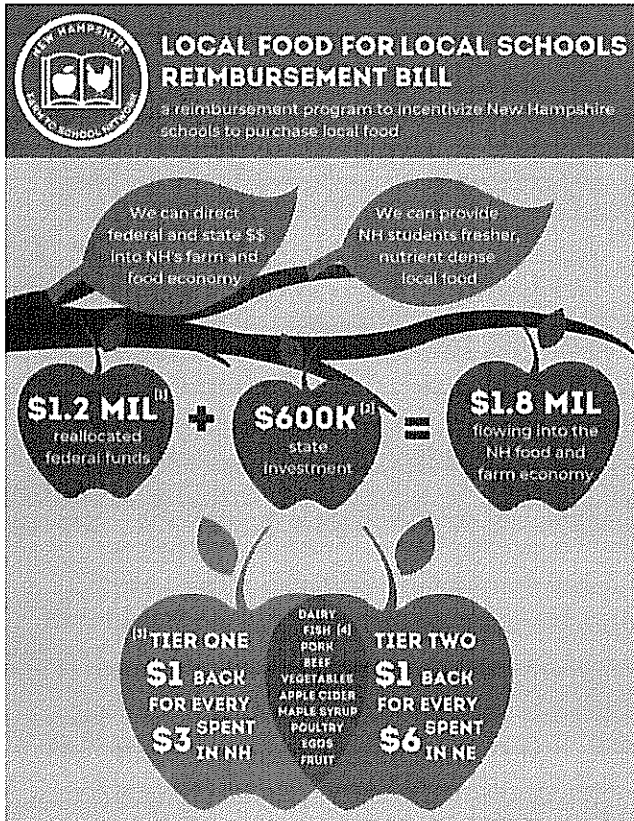 NEW HAMPSHIRE
FARM TO SCHOOL NETWORK
LOCAL FOOD FOR LOCAL SCHOOLS
REIMBURSEMENT BILL
a reimbursement program to incentivize New Hampshire
schools to purchase local food
We can direct
federal and state $$
into NH's farm and
food economy
We can provide
NH students fresher,
nutrient dense
local food
$1.2 MIL [1]
reallocated
federal funds
+
$600K [2]
state
investment
=
$1.8 MIL
flowing into the
NH food and
farm economy
[3] TIER ONE
$1 BACK
FOR EVERY
$3 SPENT
IN NH
DAIRY
FISH [4]
PORK
BEEF
VEGETABLES
APPLE CIDER
MAPLE SYRUP
POULTRY
EGGS
FRUIT
TIER TWO
$1 BACK
FOR EVERY
$6 SPENT
IN NE